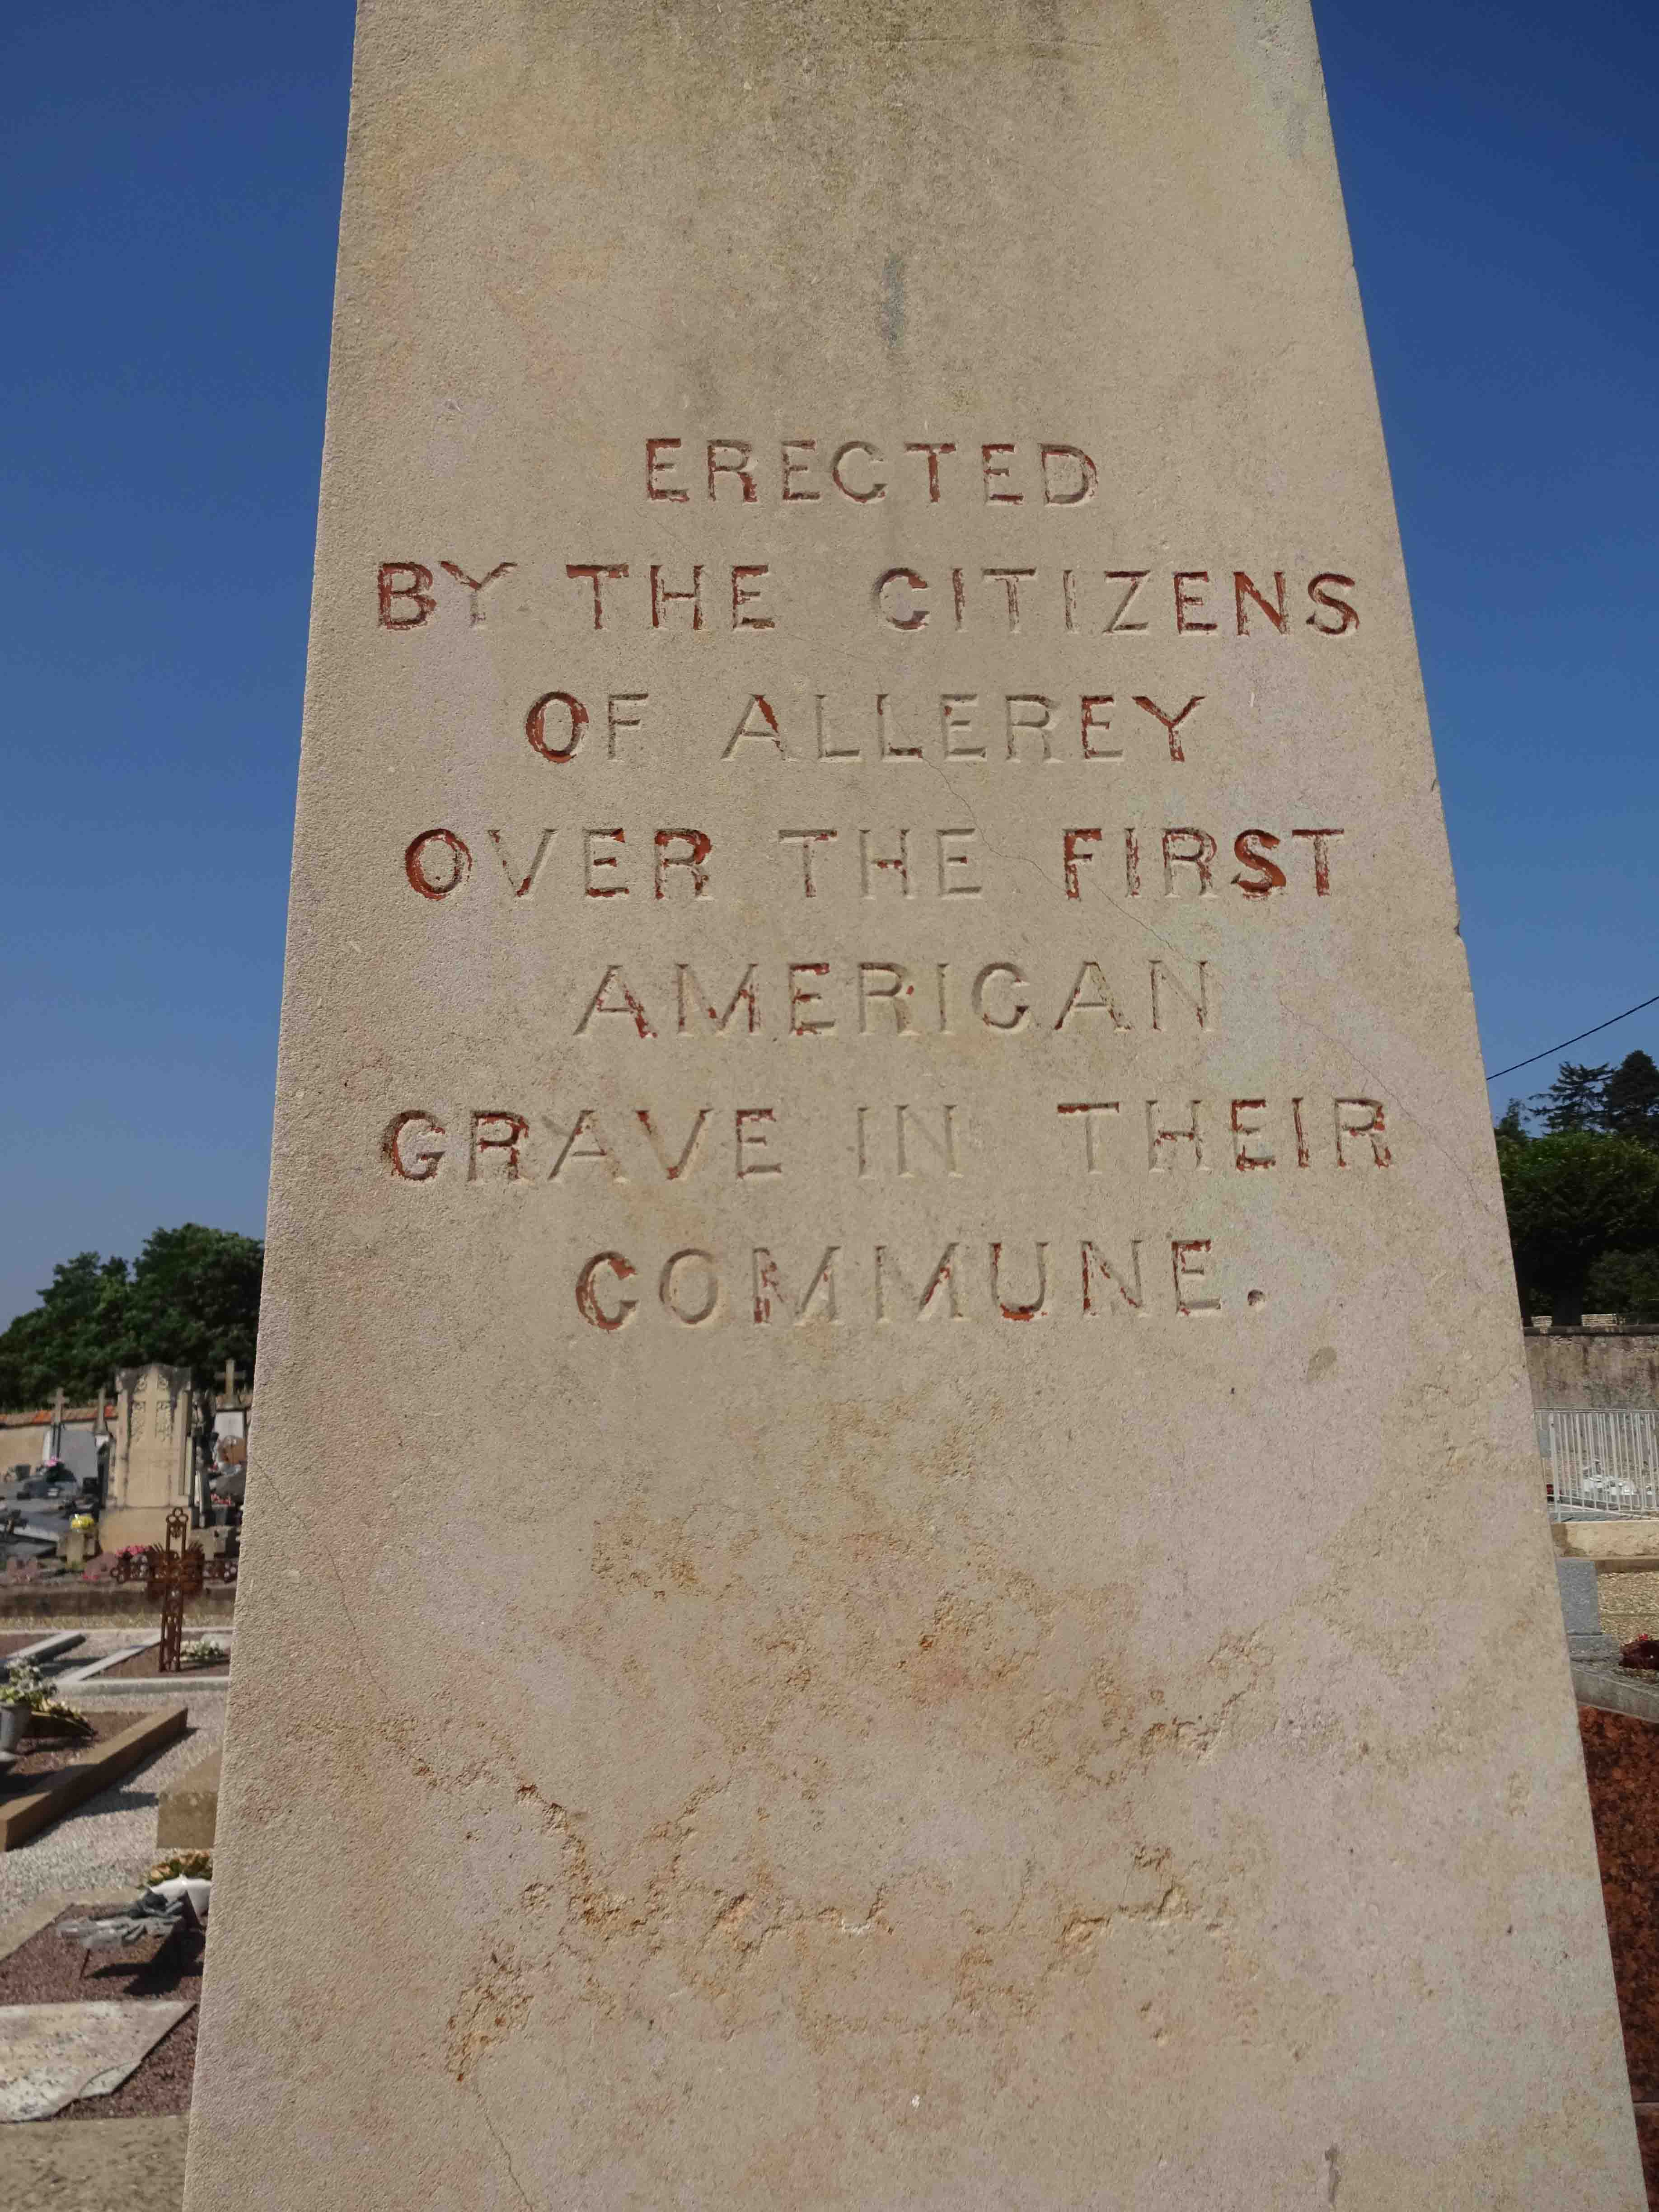 ERECTED
BY THE CITIZENS
OF ALLEREY
OVER THE FIRST
AMERICAN
GRAVE IN THEIR
COMMUNE.